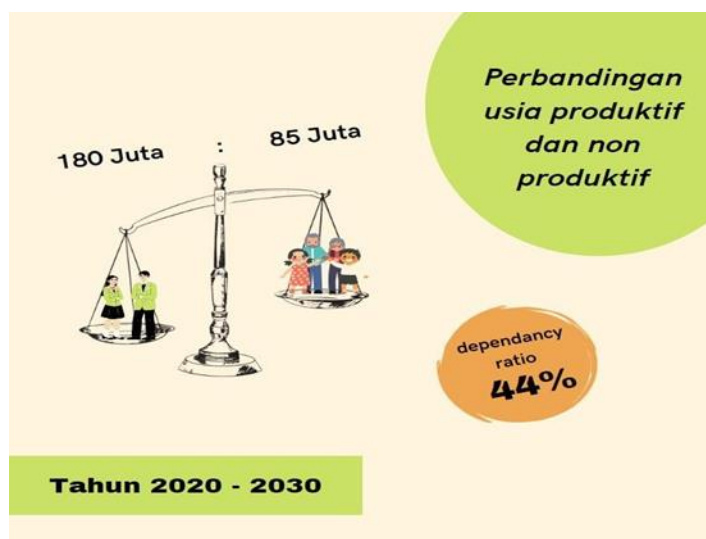 Perbandingan
usia produktif
dan non
produktif
180 Juta : 85 Juta
dependancy
ratio
44%
Tahun 2020 - 2030